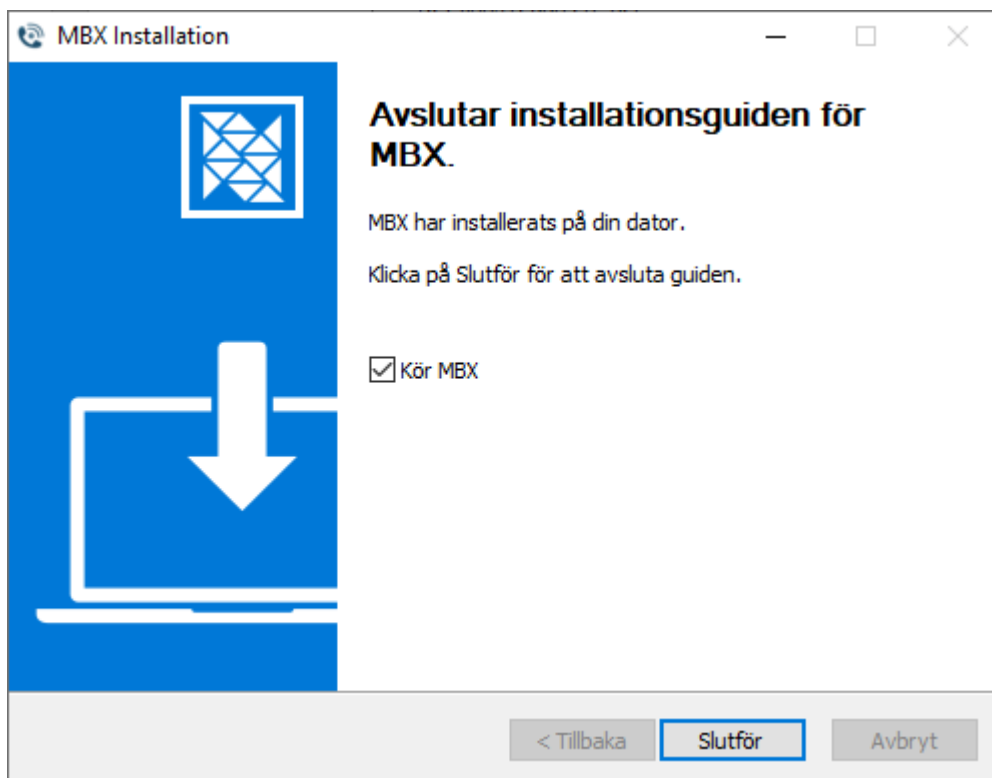 MBX Installation
Avslutar installationsguiden för
MBX.
MBX har installerats på din dator.
Klicka på Slutför för att avsluta guiden.
Kör MBX
< Tillbaka
Slutför
Avbryt